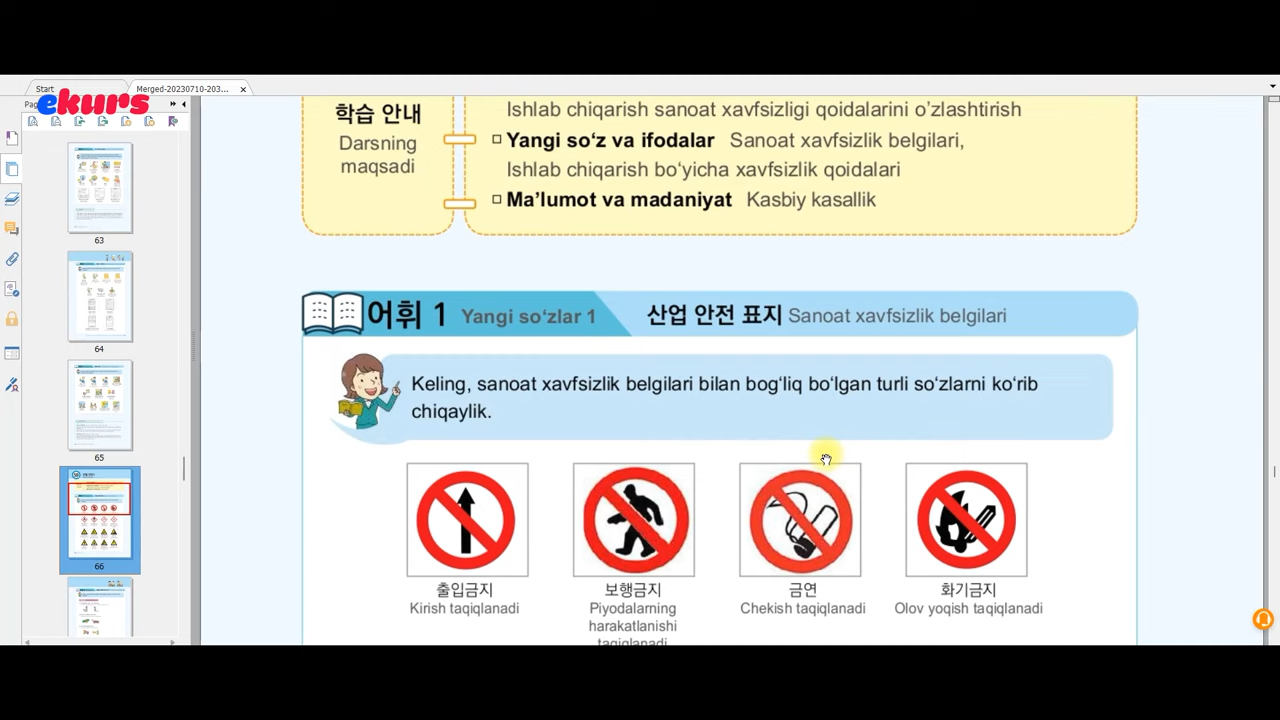 Start
Merged-20230710-203...
ekurs
63
64
65
66
학습 안내
Darsning
maqsadi
Ishlab chiqarish sanoat xavfsizligi qoidalarini o’zlashtirish
Yangi so‘z va ifodalar Sanoat xavfsizlik belgilari,
Ishlab chiqarish bo‘yicha xavfsizlik qoidalari
Ma’lumot va madaniyat Kasbiy kasallik
어휘 1 Yangi so‘zlar 1 산업 안전 표지 Sanoat xavfsizlik belgilari
Keling, sanoat xavfsizlik belgilari bilan bog‘liq bo‘lgan turli so‘zlarni ko‘rib
chiqaylik.
출입금지
Kirish taqiqlanadi
보행금지
Piyodalarning
harakatlanishi
taqiqlanadi
금연
Chekish taqiqlanadi
화기금지
Olov yoqish taqiqlanadi